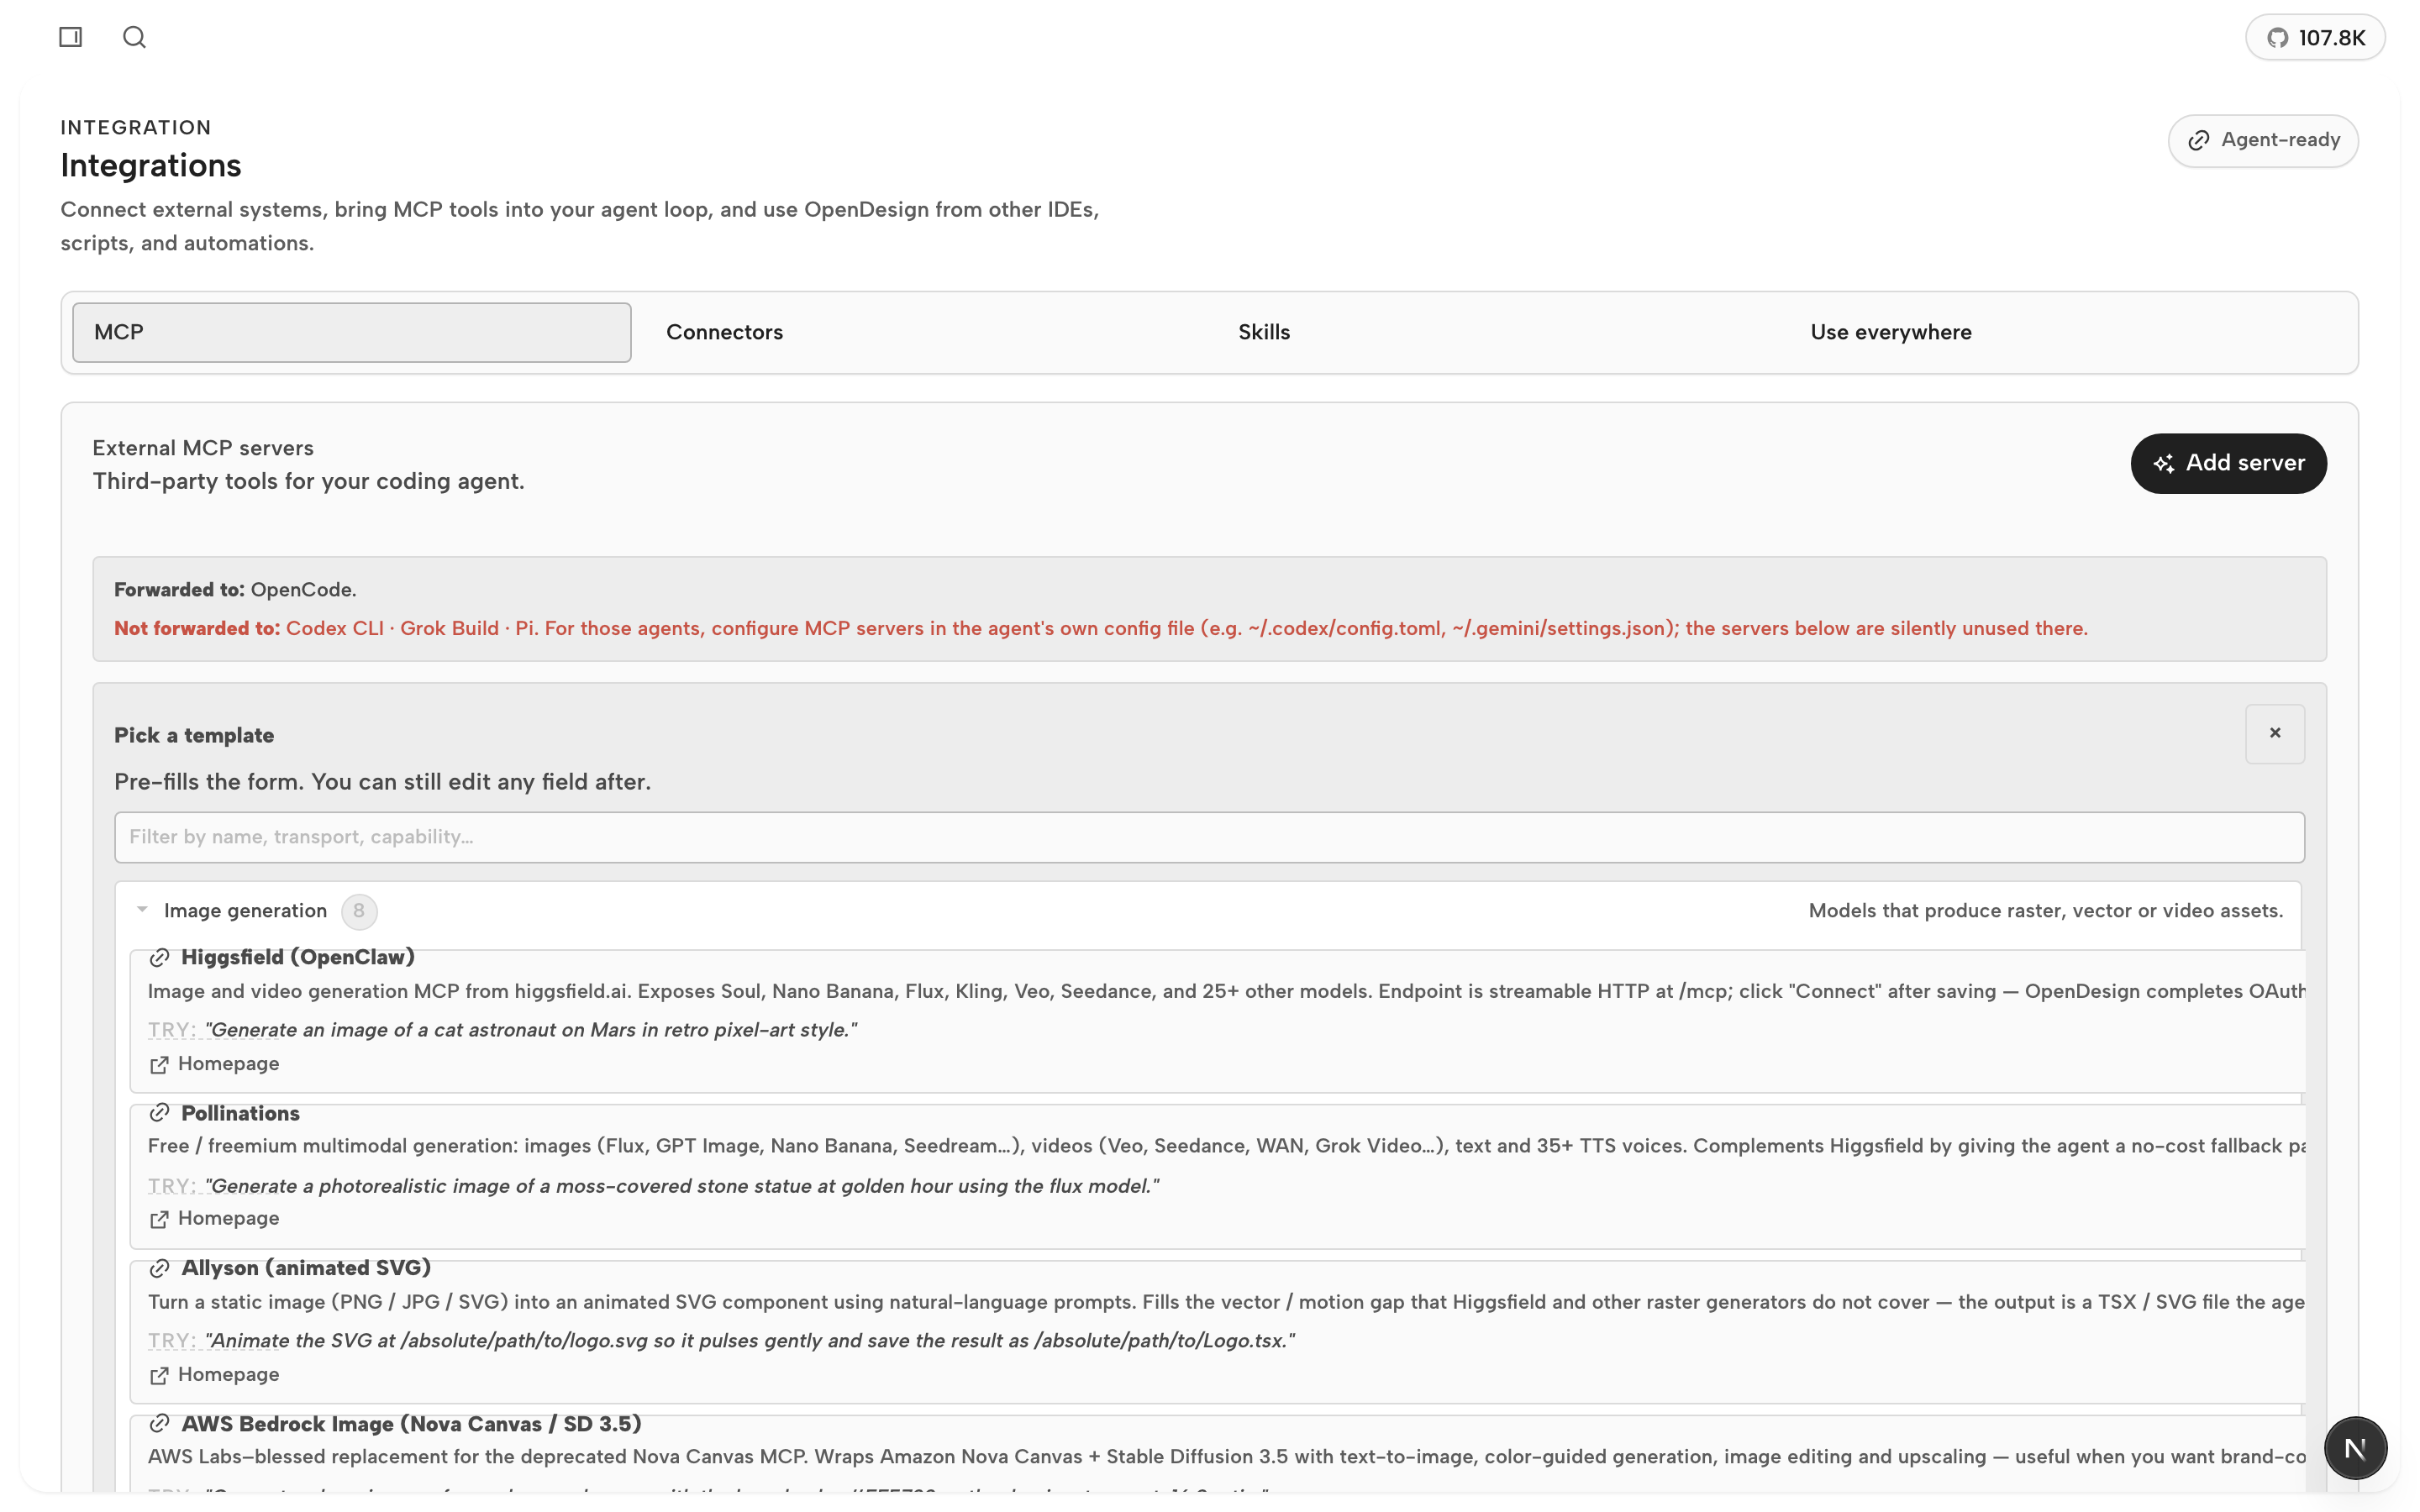 107.8K
INTEGRATION
Integrations
Agent-ready
Connect external systems, bring MCP tools into your agent loop, and use OpenDesign from other IDEs,
scripts, and automations.
MCP
Connectors
Skills
Use everywhere
External MCP servers
Third-party tools for your coding agent.
Add server
Forwarded to: OpenCode.
Not forwarded to: Codex CLI · Grok Build · Pi. For those agents, configure MCP servers in the agent's own config file (e.g. ~/.codex/config.toml, ~/.gemini/settings.json); the servers below are silently unused there.
Pick a template
×
Pre-fills the form. You can still edit any field after.
Filter by name, transport, capability…
Image generation 8
Models that produce raster, vector or video assets.
Higgsfield (OpenClaw)
Image and video generation MCP from higgsfield.ai. Exposes Soul, Nano Banana, Flux, Kling, Veo, Seedance, and 25+ other models. Endpoint is streamable HTTP at /mcp; click "Connect" after saving — OpenDesign completes OAuth
TRY: "Generate an image of a cat astronaut on Mars in retro pixel-art style."
Homepage
Pollinations
Free / freemium multimodal generation: images (Flux, GPT Image, Nano Banana, Seedream…), videos (Veo, Seedance, WAN, Grok Video…), text and 35+ TTS voices. Complements Higgsfield by giving the agent a no-cost fallback pa
TRY: "Generate a photorealistic image of a moss-covered stone statue at golden hour using the flux model."
Homepage
Allyson (animated SVG)
Turn a static image (PNG / JPG / SVG) into an animated SVG component using natural-language prompts. Fills the vector / motion gap that Higgsfield and other raster generators do not cover — the output is a TSX / SVG file the age
TRY: "Animate the SVG at /absolute/path/to/logo.svg so it pulses gently and save the result as /absolute/path/to/Logo.tsx."
Homepage
AWS Bedrock Image (Nova Canvas / SD 3.5)
AWS Labs–blessed replacement for the deprecated Nova Canvas MCP. Wraps Amazon Nova Canvas + Stable Diffusion 3.5 with text-to-image, color-guided generation, image editing and upscaling — useful when you want brand-co
N